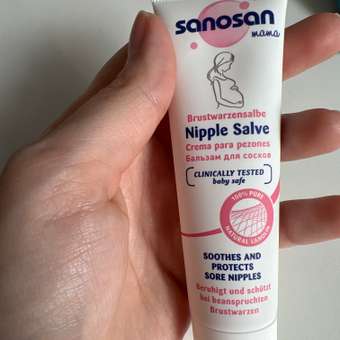 sanosan
mama
Brustwarzensalbe
Nipple Salve
Crema para pezones
Бальзам для сосков
CLINICALLY TESTED
baby safe
100% PURE
NATURAL LANOLIN
SOOTHES AND
PROTECTS
SORE NIPPLES
Beruhigt und schützt
bei beanspruchten
Brustwarzen